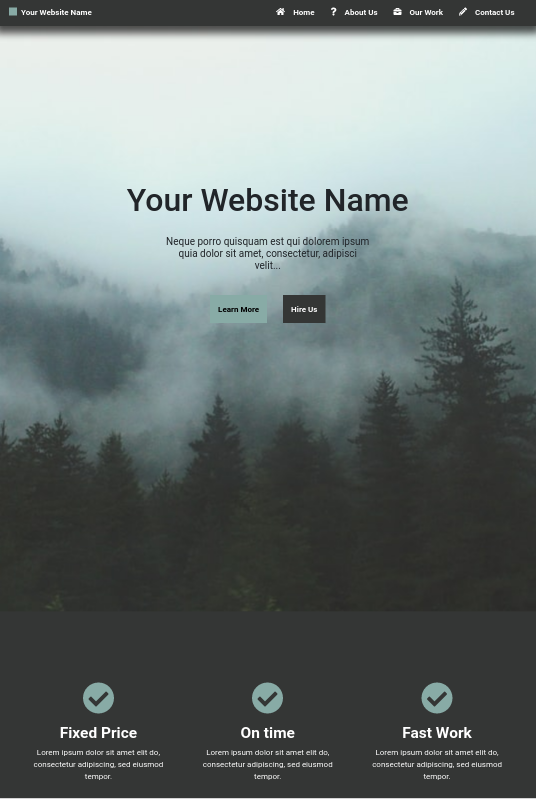 Your Website Name
Home
About Us
Our Work
Contact Us
Your Website Name
Neque porro quisquam est qui dolorem ipsum
quia dolor sit amet, consectetur, adipisci
velit...
Learn More
Hire Us
Fixed Price
Lorem ipsum dolor sit amet elit do,
consectetur adipiscing, sed eiusmod
tempor.
On time
Lorem ipsum dolor sit amet elit do,
consectetur adipiscing, sed eiusmod
tempor.
Fast Work
Lorem ipsum dolor sit amet elit do,
consectetur adipiscing, sed eiusmod
tempor.